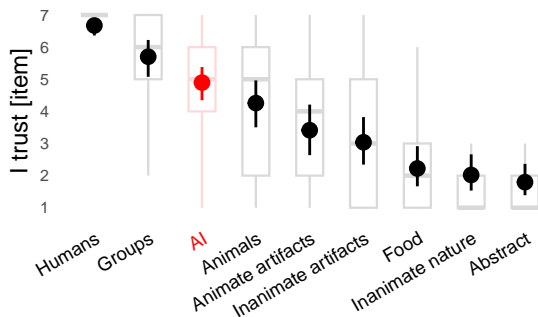 I trust [item]
7
6
5
4
3
2
1
Humans
Groups
AI
Animals
Animate artifacts
Inanimate artifacts
Food
Inanimate nature
Abstract